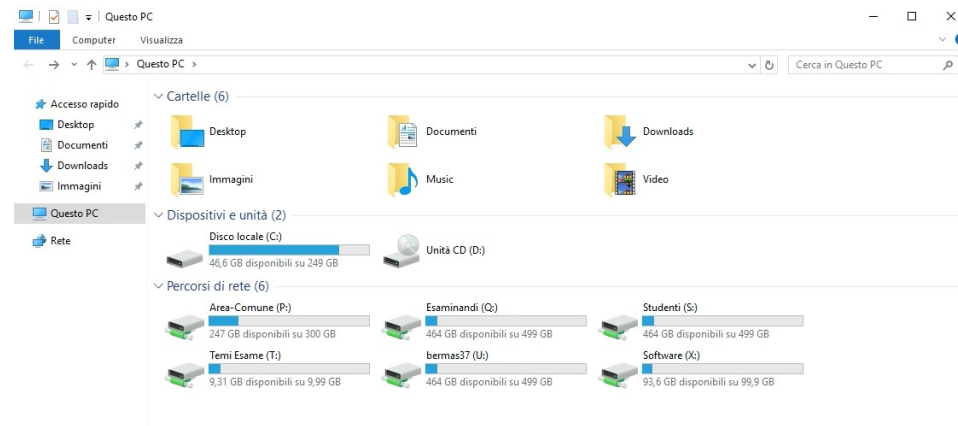 Questo PC
File Computer Visualizza
Questo PC
Cerca in Questo PC
Accesso rapido
Desktop
Documenti
Downloads
Immagini
Questo PC
Rete
Cartelle (6)
Desktop
Documenti
Downloads
Immagini
Music
Video
Dispositivi e unità (2)
Disco locale (C:)
46,6 GB disponibili su 249 GB
Unità CD (D:)
Percorsi di rete (6)
Area-Comune (P:)
247 GB disponibili su 300 GB
Esaminandi (Q:)
464 GB disponibili su 499 GB
Studenti (S:)
464 GB disponibili su 499 GB
Temi Esame (T:)
9,31 GB disponibili su 9,99 GB
bermas37 (U:)
464 GB disponibili su 499 GB
Software (X:)
93,6 GB disponibili su 99,9 GB